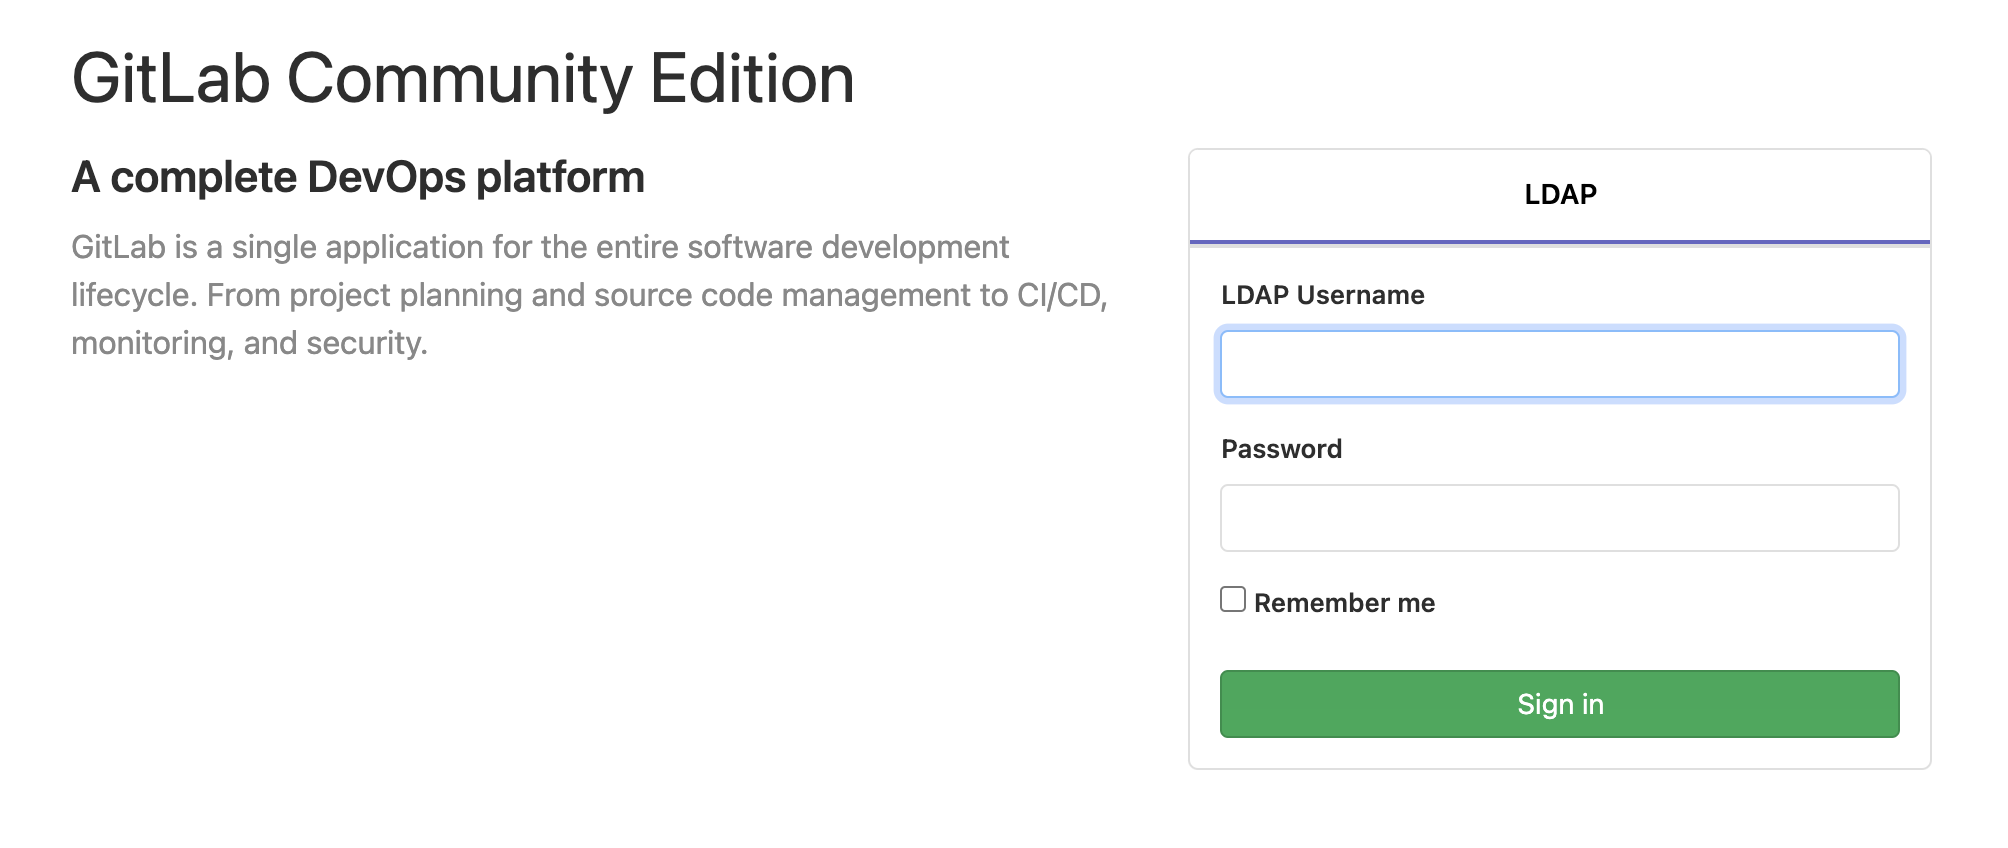 GitLab Community Edition
A complete DevOps platform
GitLab is a single application for the entire software development
lifecycle. From project planning and source code management to CI/CD,
monitoring, and security.
LDAP
LDAP Username
Password
Remember me
Sign in